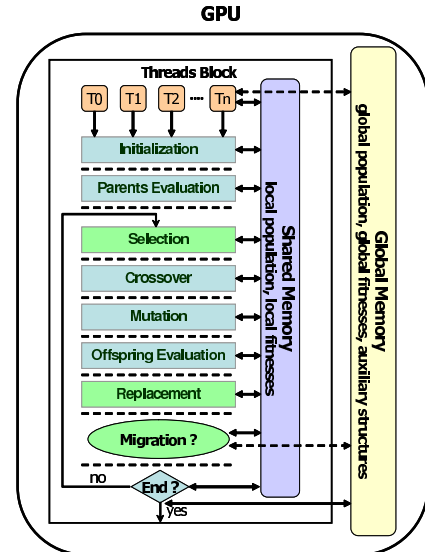 GPU
Threads Block
T0 T1 T2 ···· Tn
Initialization
Parents Evaluation
Selection
Crossover
Mutation
Offspring Evaluation
Replacement
Migration ?
no
End ?
yes
Shared Memory
local population, local fitnesses
Global Memory
global population, global fitnesses, auxiliary structures